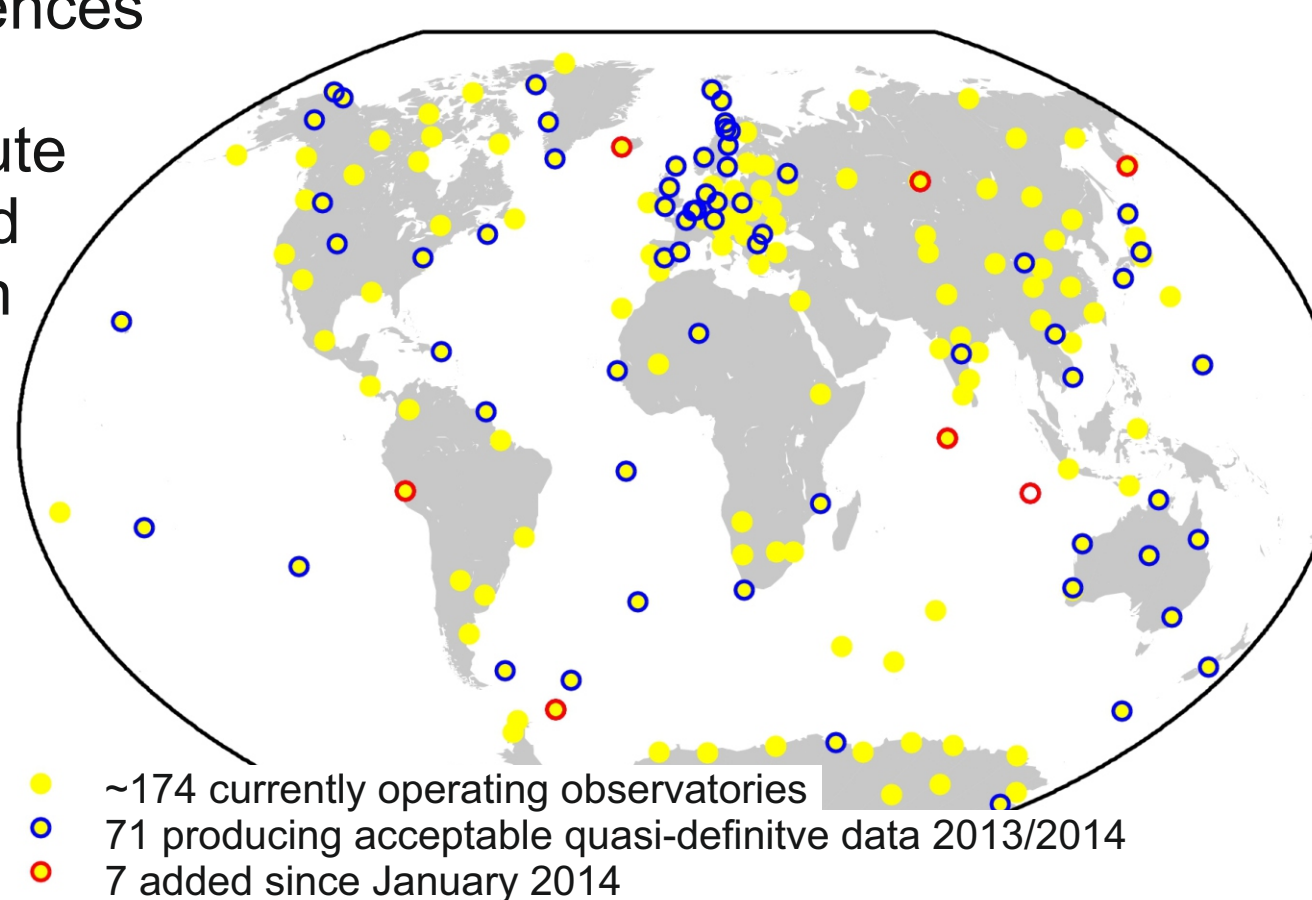 ences
ute
d
n
~174 currently operating observatories
71 producing acceptable quasi-definitve data 2013/2014
7 added since January 2014